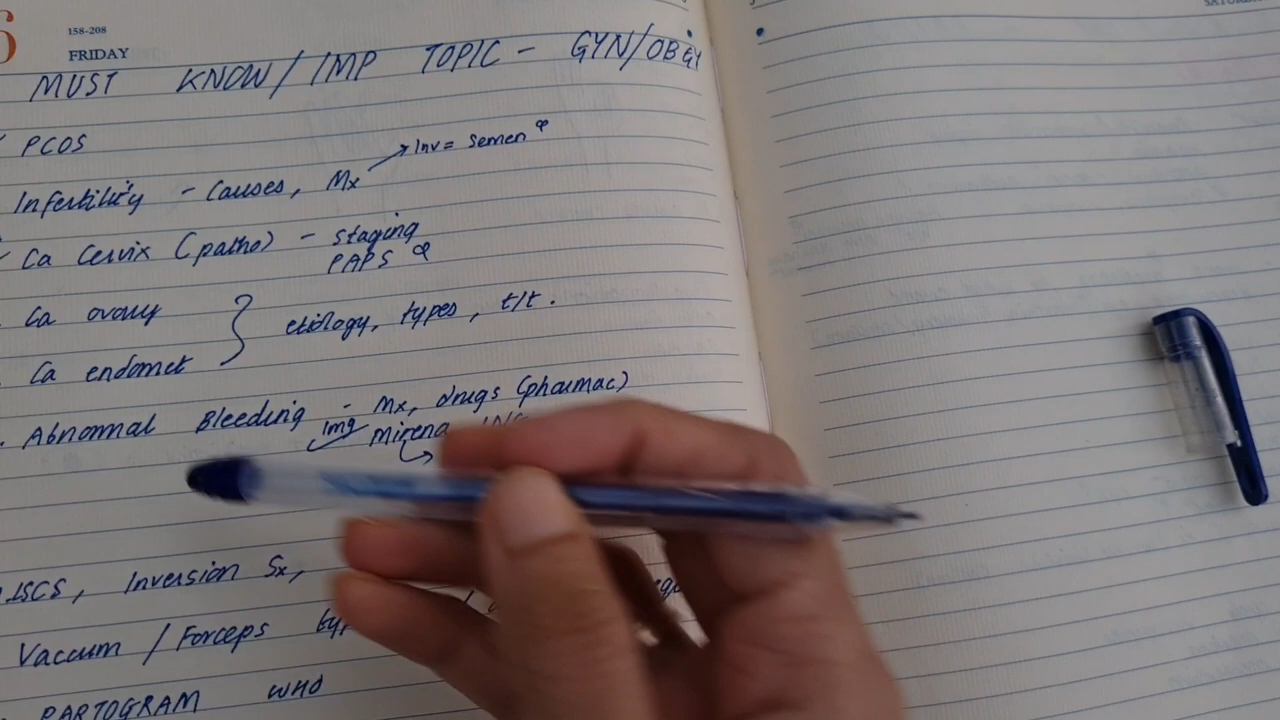 158-208
FRIDAY
MUST KNOW/IMP TOPIC - GYN/OBGY
PCOS
Infertility - Causes, Mx → Inv = Semen φ
Ca Cervix (patho) - staging
PAPS φ
Ca ovary
Ca endomet } etiology, types, t/t.
Abnormal Bleeding - Mx, drugs (pharmac)
img Mirena
LSCS, Inversion Sx,
Vaccum / Forceps
PARTOGRAM WHO